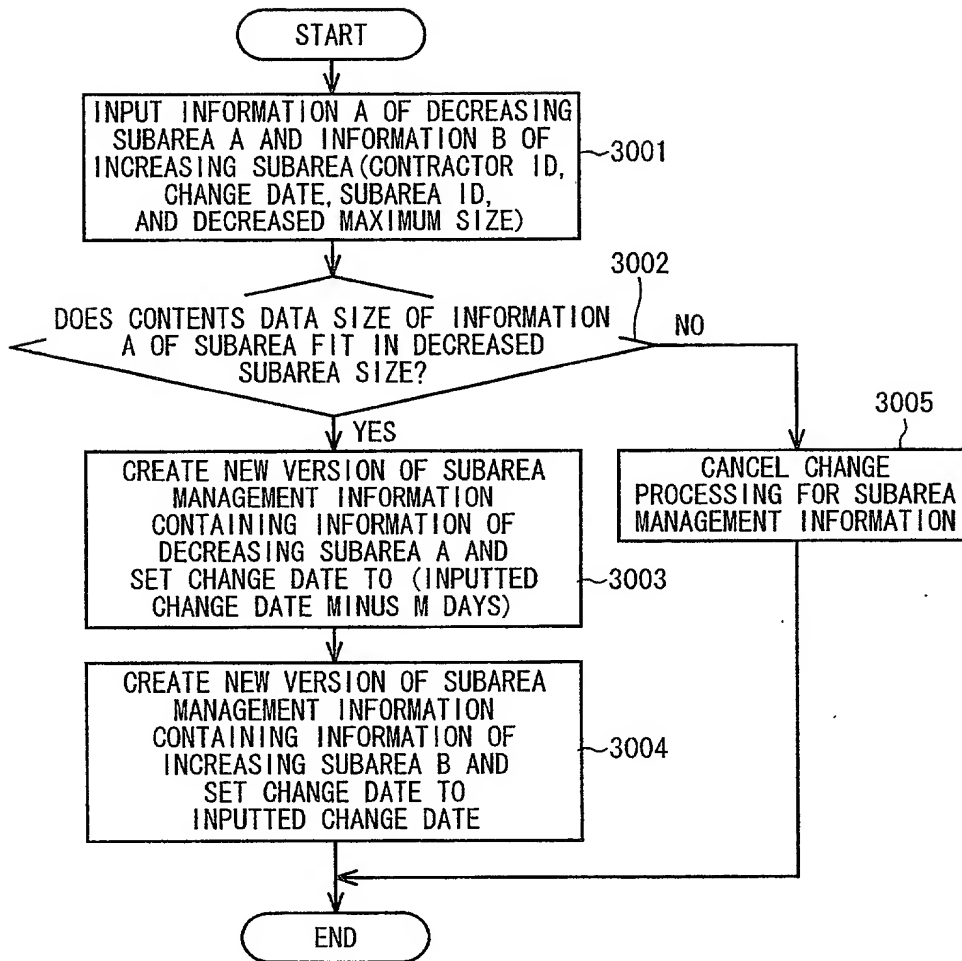 START
INPUT INFORMATION A OF DECREASING
SUBAREA A AND INFORMATION B OF
INCREASING SUBAREA(CONTRACTOR ID,
CHANGE DATE, SUBAREA ID,
AND DECREASED MAXIMUM SIZE)
3001
3002
DOES CONTENTS DATA SIZE OF INFORMATION
A OF SUBAREA FIT IN DECREASED
SUBAREA SIZE?
NO
YES
3005
CANCEL CHANGE
PROCESSING FOR SUBAREA
MANAGEMENT INFORMATION
CREATE NEW VERSION OF SUBAREA
MANAGEMENT INFORMATION
CONTAINING INFORMATION OF
DECREASING SUBAREA A AND
SET CHANGE DATE TO (INPUTTED
CHANGE DATE MINUS M DAYS)
3003
CREATE NEW VERSION OF SUBAREA
MANAGEMENT INFORMATION
CONTAINING INFORMATION OF
INCREASING SUBAREA B AND
SET CHANGE DATE TO
INPUTTED CHANGE DATE
3004
END